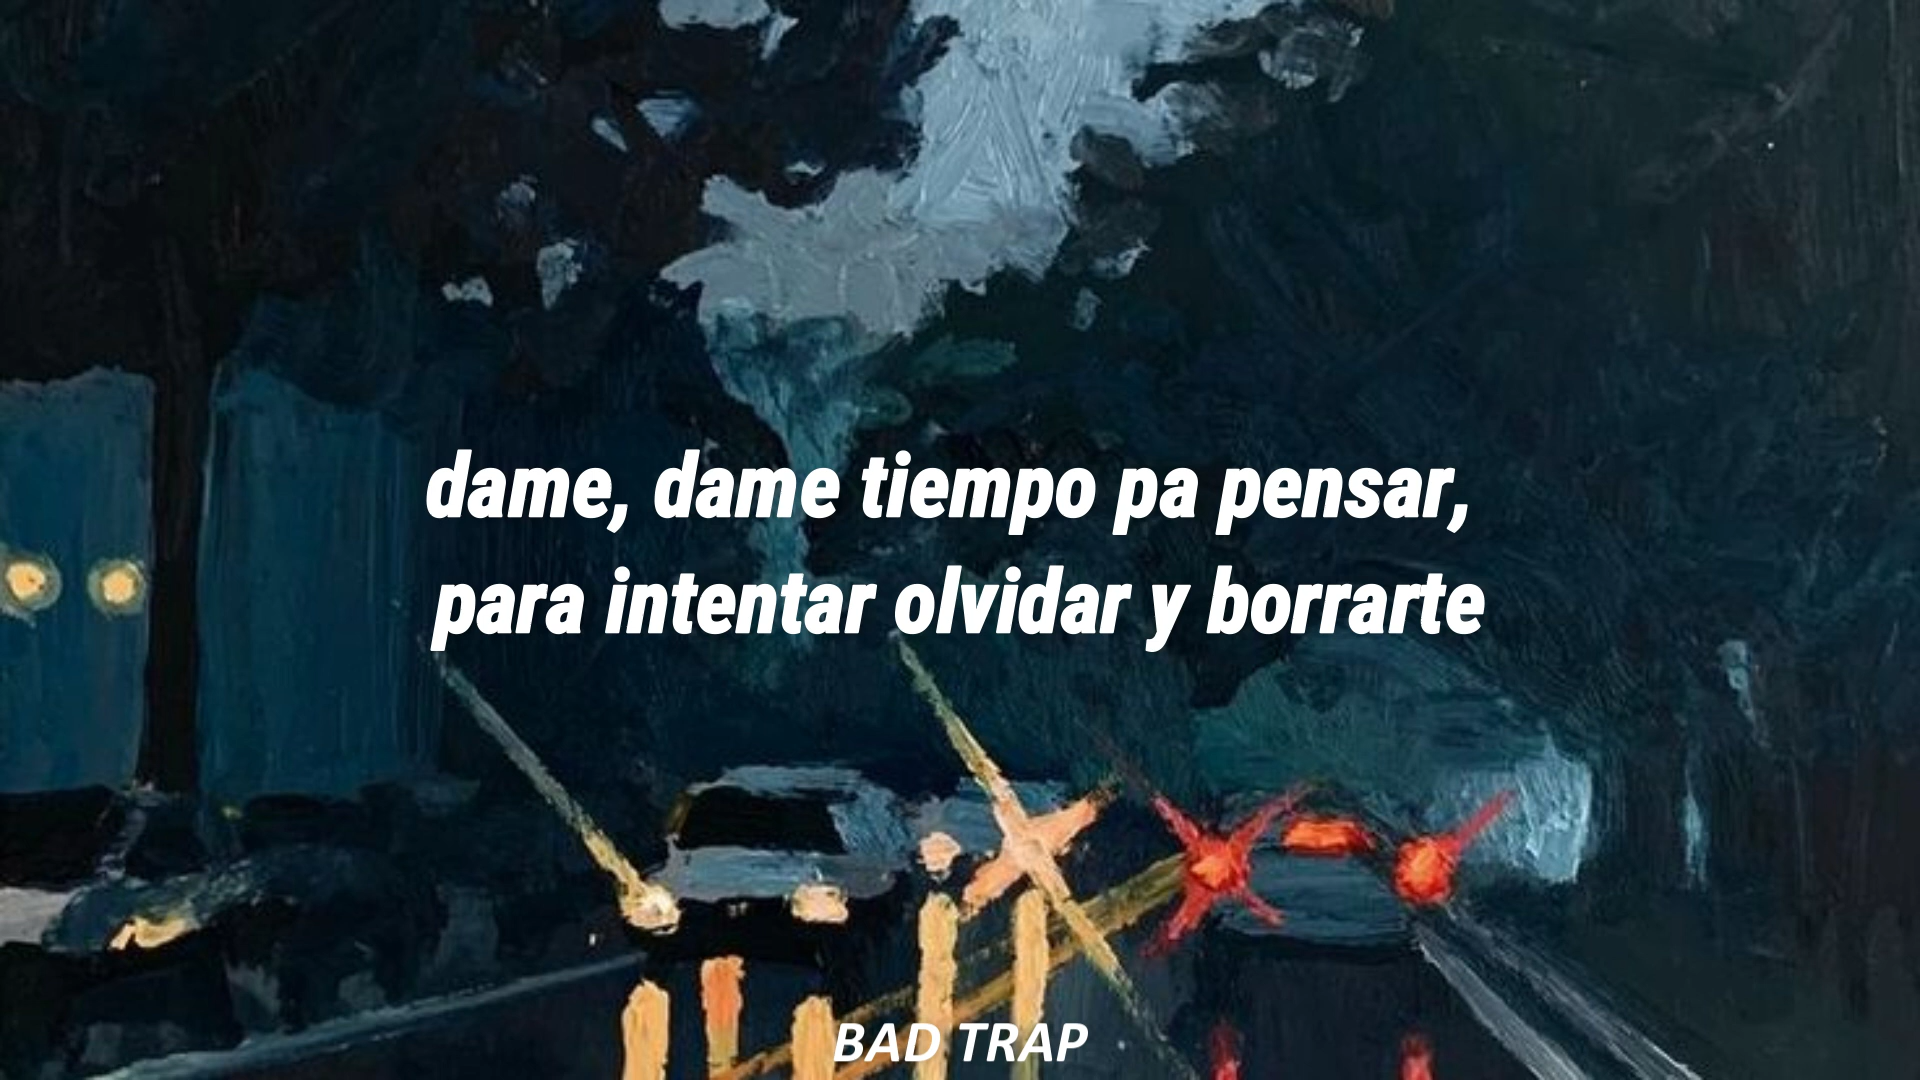 dame, dame tiempo pa pensar,
para intentar olvidar y borrarte
BAD TRAP